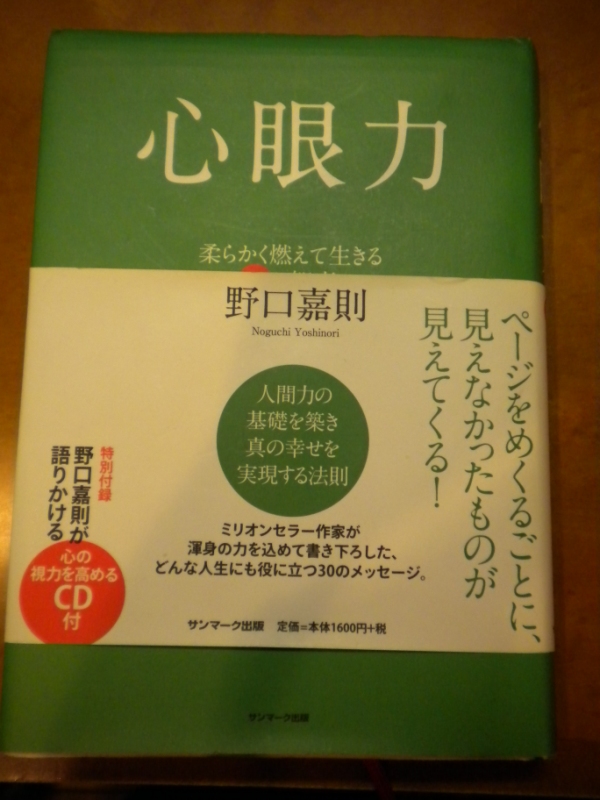 心眼力
柔らかく燃えて生きる
野口嘉則
Noguchi Yoshinori
ページをめくるごとに、
見えなかったものが
見えてくる！
人間力の
基礎を築き
真の幸せを
実現する法則
特別付録
野口嘉則が
語りかける
心の
視力を高める
CD
付
ミリオンセラー作家が
渾身の力を込めて書き下ろした、
どんな人生にも役に立つ30のメッセージ。
サンマーク出版 定価=本体1600円+税
サンマーク出版